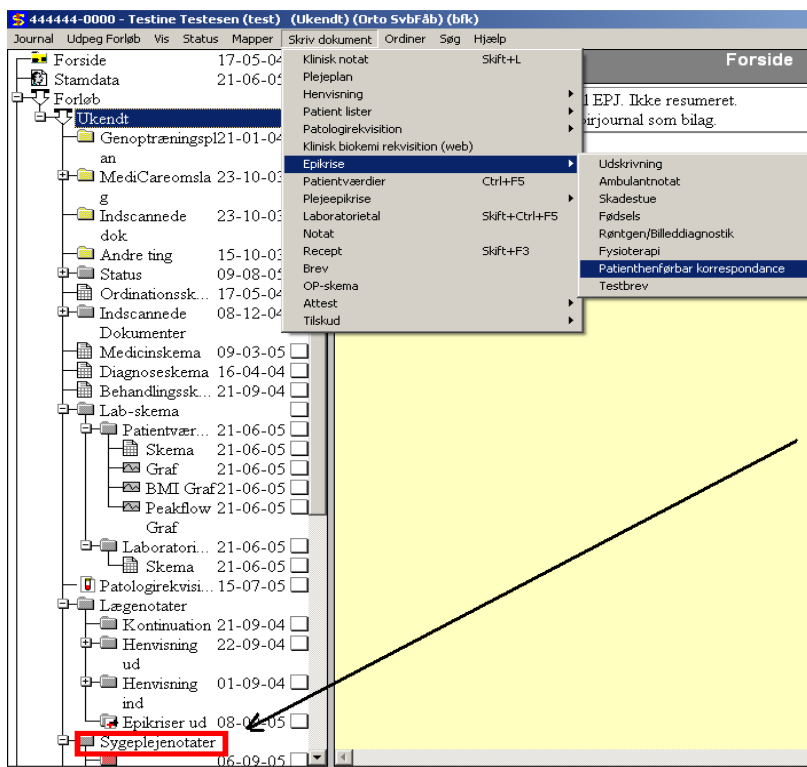 444444-0000 - Testine Testesen (test) (Ukendt) (Orto SvbFåb) (bfk)
Journal Udpeg Forløb Vis Status Mapper Skriv dokument Ordiner Søg Hjælp
Forside 17-05-04
Stamdata 21-06-05
Forløb
Ukendt
Genoptræningspl 21-01-04
an
MediCareomsla 23-10-03
g
Indscannede 23-10-03
dok
Andre ting 15-10-03
Status 09-08-05
Ordinationssk... 17-05-04
Indscannede 08-12-04
Dokumenter
Medicinskema 09-03-05
Diagnoseskema 16-04-04
Behandlingssk... 21-09-04
Lab-skema
Patientvær... 21-06-05
Skema 21-06-05
Graf 21-06-05
BMI Graf 21-06-05
Peakflow 21-06-05
Graf
Laboratori... 21-06-05
Skema 21-06-05
Patologirekvisi... 15-07-05
Lægenotater
Kontinuation 21-09-04
Henvisning 22-09-04
ud
Henvisning 01-09-04
ind
Epikriser ud
Sygeplejenotater
06-09-05
Klinisk notat Skift+L
Plejeplan
Henvisning
Patient lister
Patologirekvisition
Klinisk biokemi rekvisition (web)
Epikrise
Patientværdier Ctrl+F5
Plejeepikrise
Laboratorietal Skift+Ctrl+F5
Notat
Recept Skift+F3
Brev
OP-skema
Attest
Tilskud
Forside
EPJ. Ikke resumeret.
irjournal som bilag.
Udskrivning
Ambulantnotat
Skadestue
Fødsels
Røntgen/Billeddiagnostik
Fysioterapi
Patienthenførbar korrespondance
Testbrev